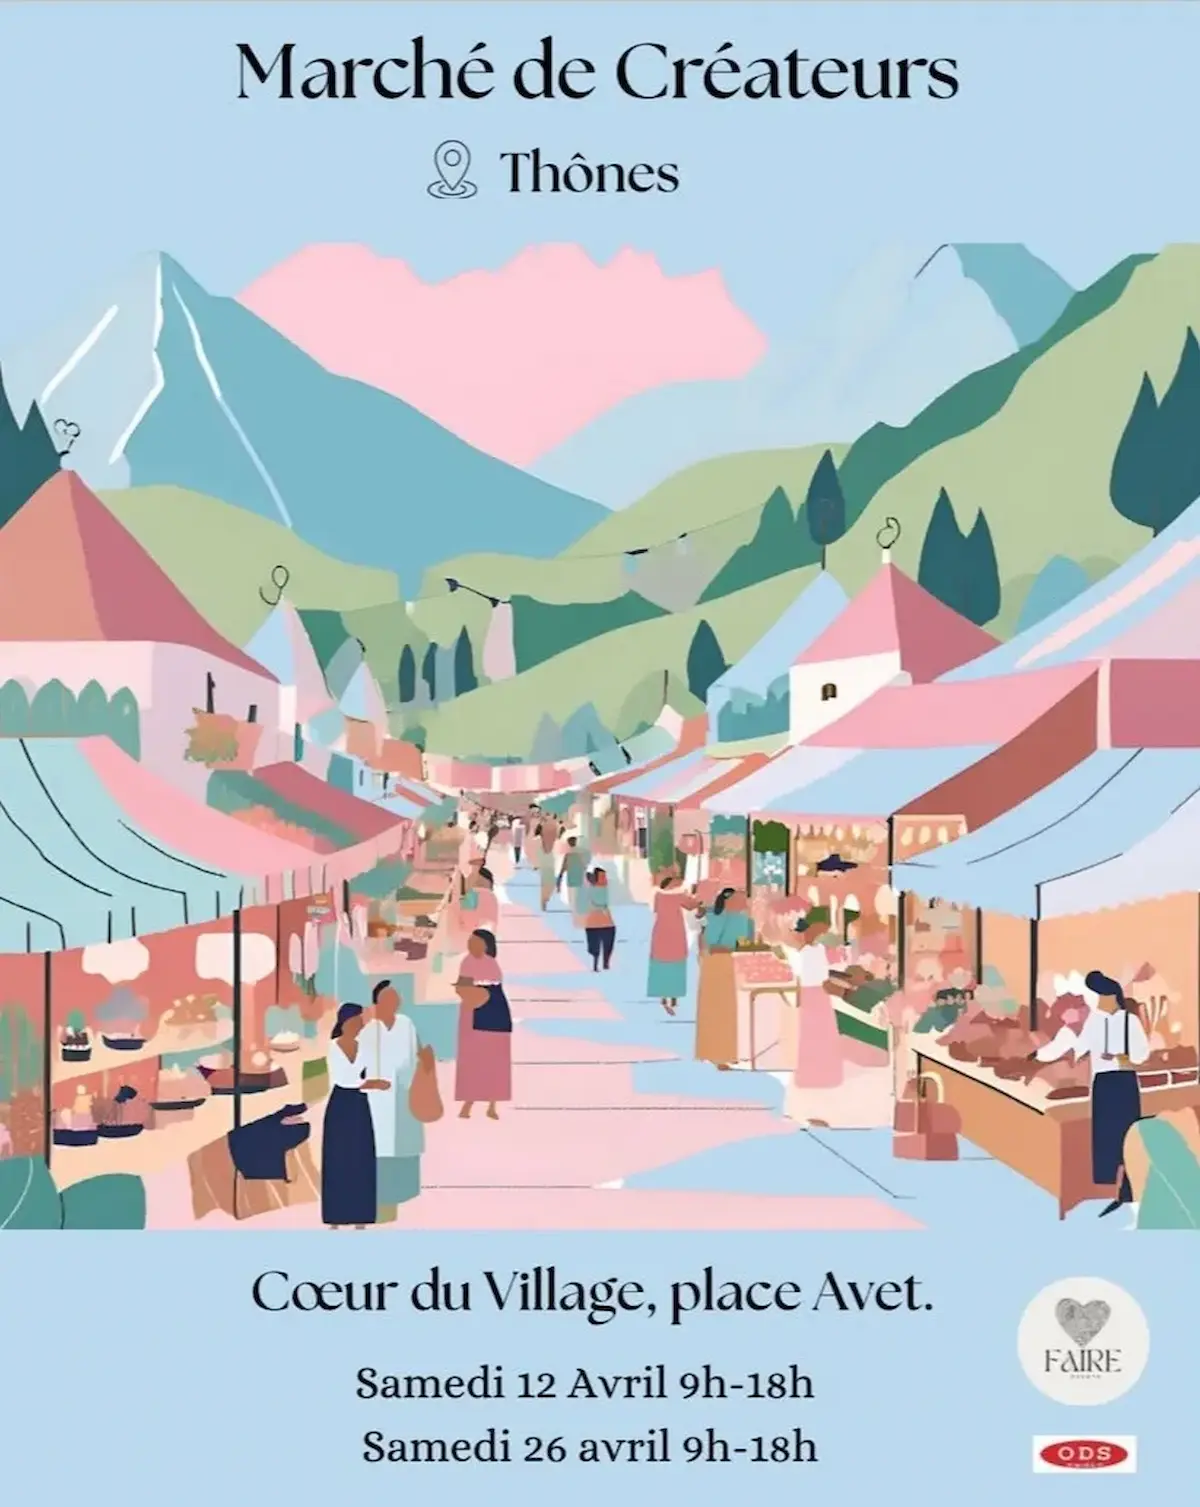 Marché de Créateurs
Thônes
Cœur du Village, place Avet.
Samedi 12 Avril 9h-18h
Samedi 26 avril 9h-18h
FAIRE
ODS